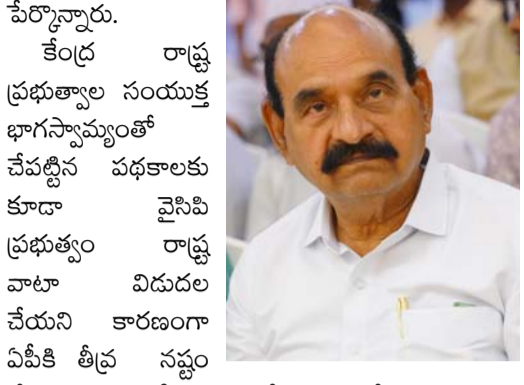 పేర్కొన్నారు.
కేంద్ర రాష్ట్ర
ప్రభుత్వాల సంయుక్త
భాగస్వామ్యంతో
చేపట్టిన పథకాలకు
కూడా వైసిపి
ప్రభుత్వం రాష్ట్ర
వాటా విడుదల
చేయని కారణంగా
ఏపీకి తీవ్ర నష్టం